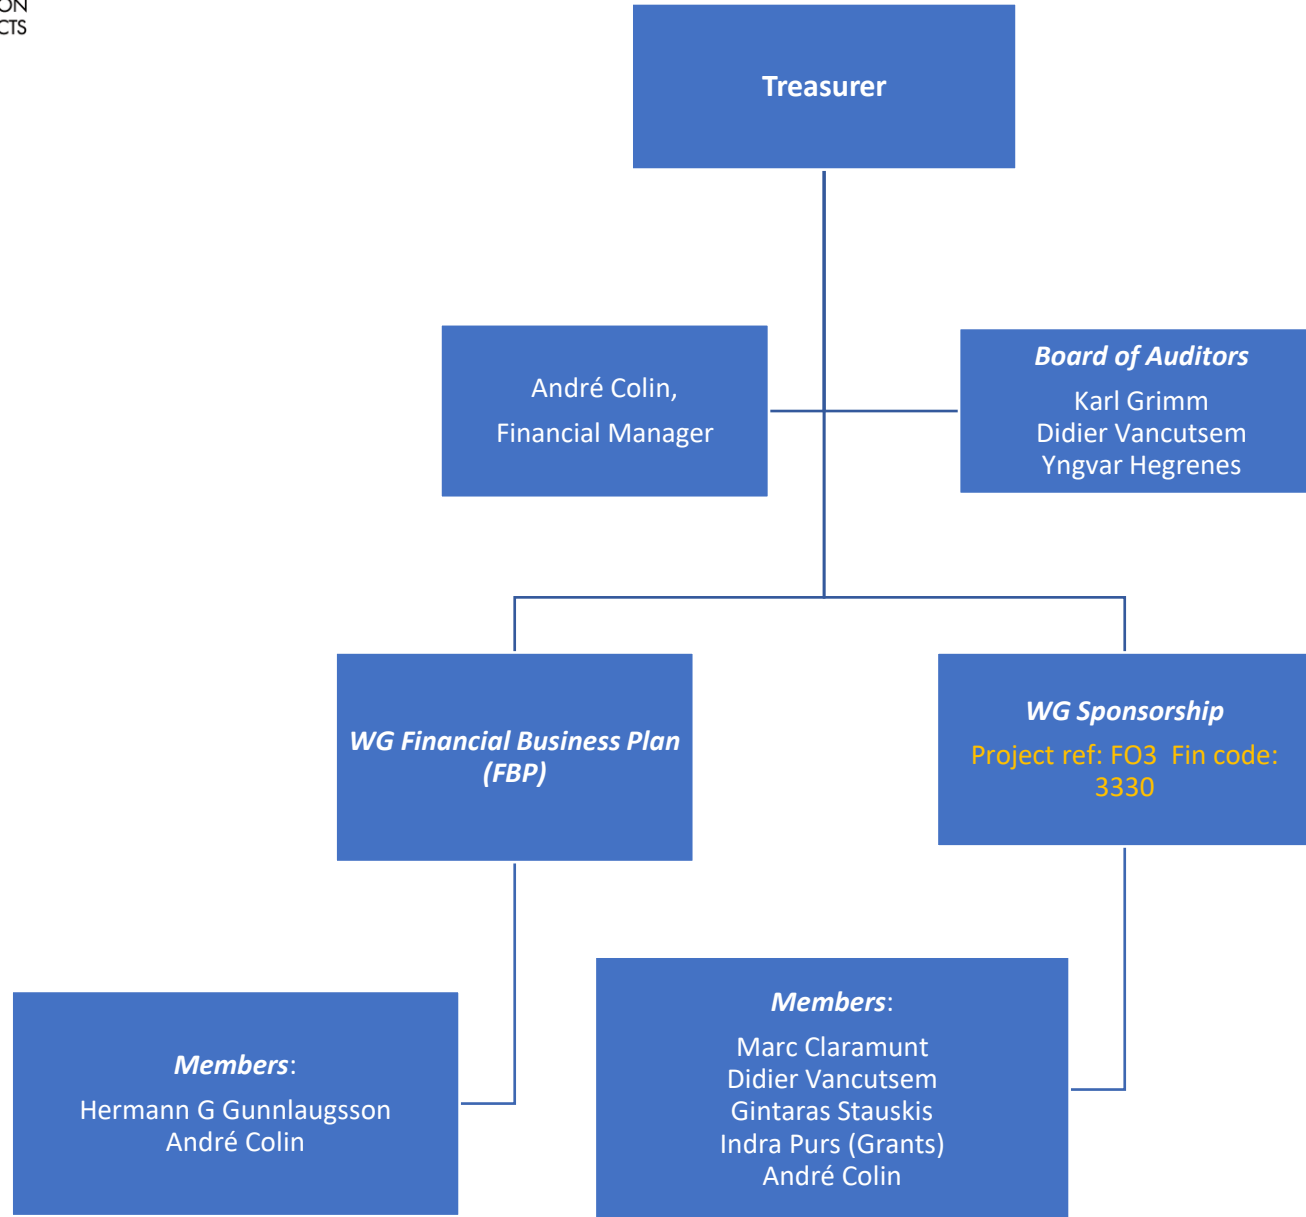 ON
CTS
Treasurer
André Colin,
Financial Manager
Board of Auditors
Karl Grimm
Didier Vancutsem
Yngvar Hegrenes
WG Financial Business Plan
(FBP)
WG Sponsorship
Project ref: FO3  Fin code:
3330
Members:
Hermann G Gunnlaugsson
André Colin
Members:
Marc Claramunt
Didier Vancutsem
Gintaras Stauskis
Indra Purs (Grants)
André Colin